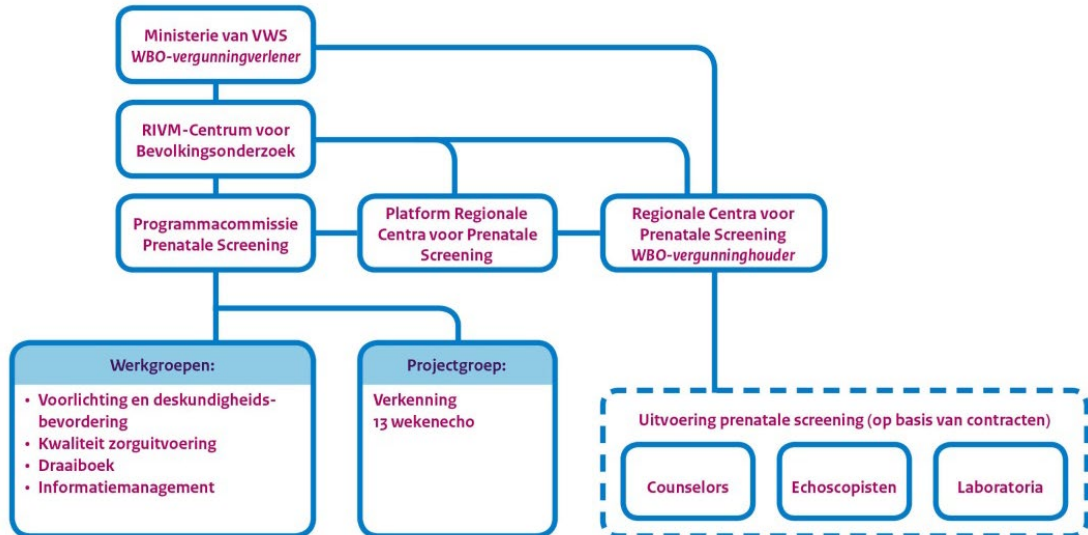 Ministerie van VWS
WBO-vergunningverlener
RIVM-Centrum voor
Bevolkingsonderzoek
Programmacommissie
Prenatale Screening
Platform Regionale
Centra voor Prenatale
Screening
Regionale Centra voor
Prenatale Screening
WBO-vergunninghouder
Werkgroepen:
• Voorlichting en deskundigheids-
bevordering
• Kwaliteit zorguitvoering
• Draaiboek
• Informatiemanagement
Projectgroep:
Verkenning
13 wekenecho
Uitvoering prenatale screening (op basis van contracten)
Counselors
Echoscopisten
Laboratoria